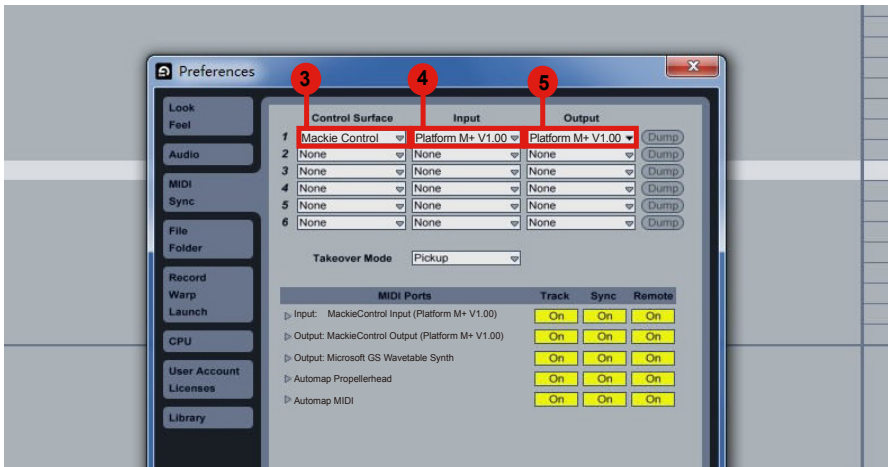 Preferences
3 4 5
Look
Feel
Audio
MIDI
Sync
File
Folder
Record
Warp
Launch
CPU
User Account
Licenses
Library
Control Surface Input Output
1 Mackie Control Platform M+ V1.00 Platform M+ V1.00 Dump
2 None None None Dump
3 None None None Dump
4 None None None Dump
5 None None None Dump
6 None None None Dump
Takeover Mode Pickup
MIDI Ports Track Sync Remote
Input: MackieControl Input (Platform M+ V1.00) On On On
Output: MackieControl Output (Platform M+ V1.00) On On On
Output: Microsoft GS Wavetable Synth On On On
Automap Propellerhead On On On
Automap MIDI On On On